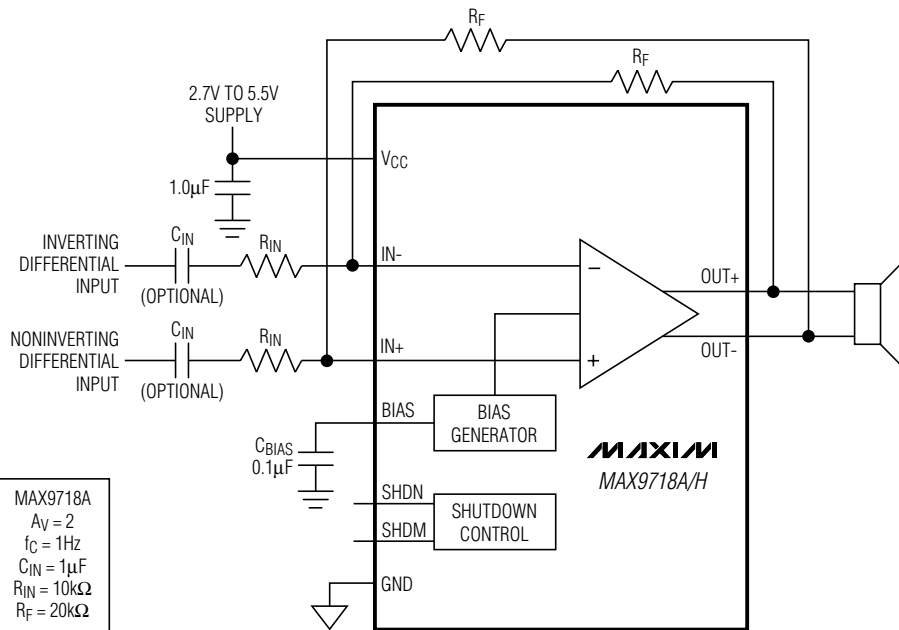 RF
RF
2.7V TO 5.5V
SUPPLY
VCC
1.0μF
INVERTING
DIFFERENTIAL
INPUT
CIN
(OPTIONAL)
RIN
IN-
−
OUT+
NONINVERTING
DIFFERENTIAL
INPUT
CIN
(OPTIONAL)
RIN
IN+
+
OUT-
BIAS
BIAS
GENERATOR
CBIAS
0.1μF
MAXIM
MAX9718A/H
SHDN
SHDM
SHUTDOWN
CONTROL
GND
MAX9718A
AV = 2
fC = 1Hz
CIN = 1μF
RIN = 10kΩ
RF = 20kΩ